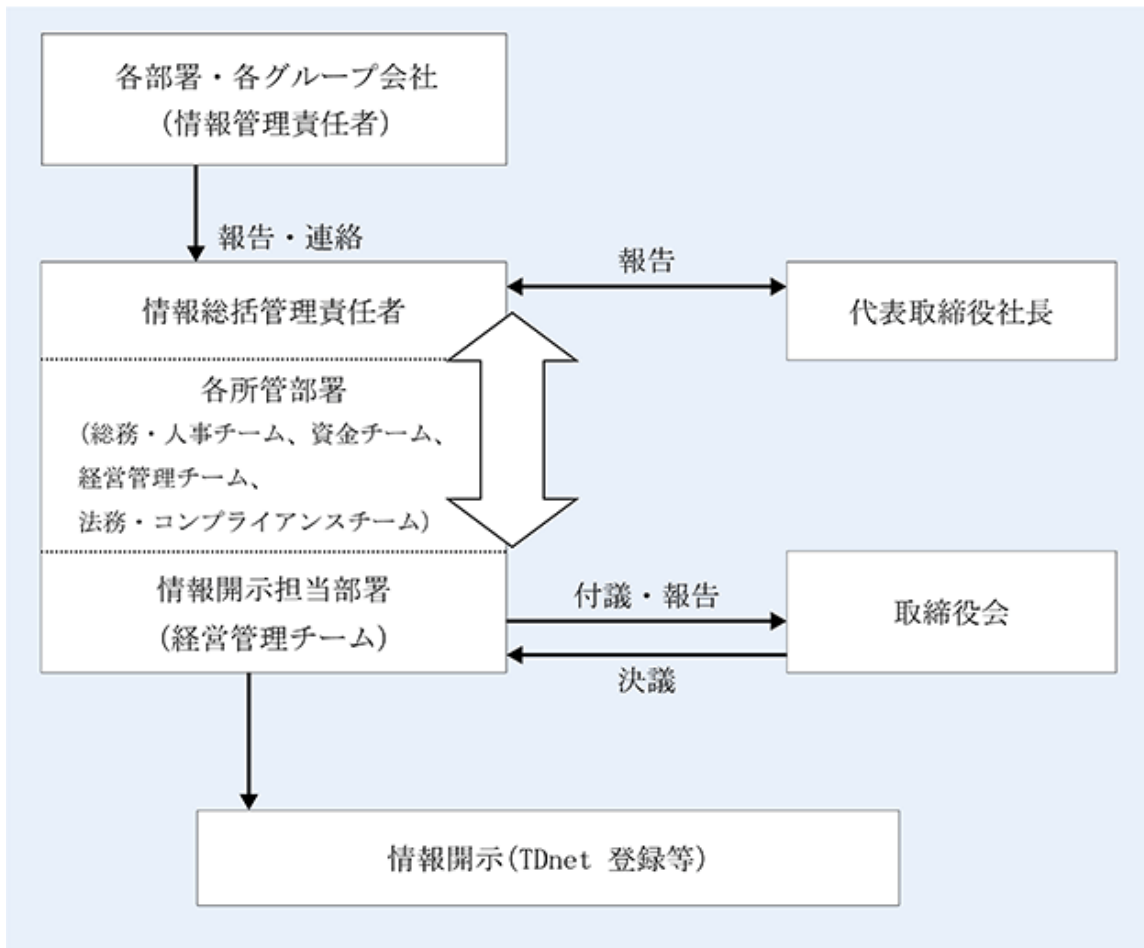 各部署・各グループ会社
(情報管理責任者)
報告・連絡
情報総括管理責任者
報告
代表取締役社長
各所管部署
(総務・人事チーム、資金チーム、
経営管理チーム、
法務・コンプライアンスチーム)
情報開示担当部署
(経営管理チーム)
付議・報告
決議
取締役会
情報開示(TDnet 登録等)